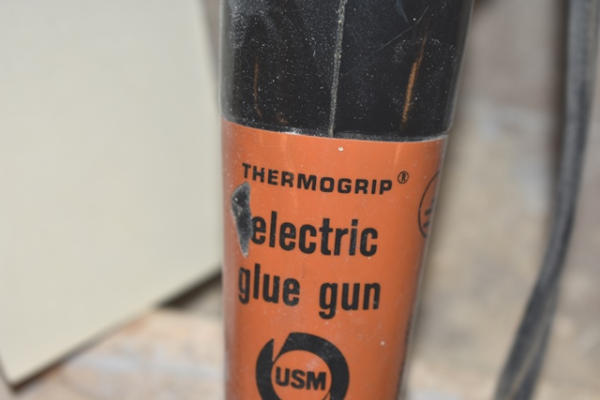 THERMOGRIP®
electric
glue gun
USM